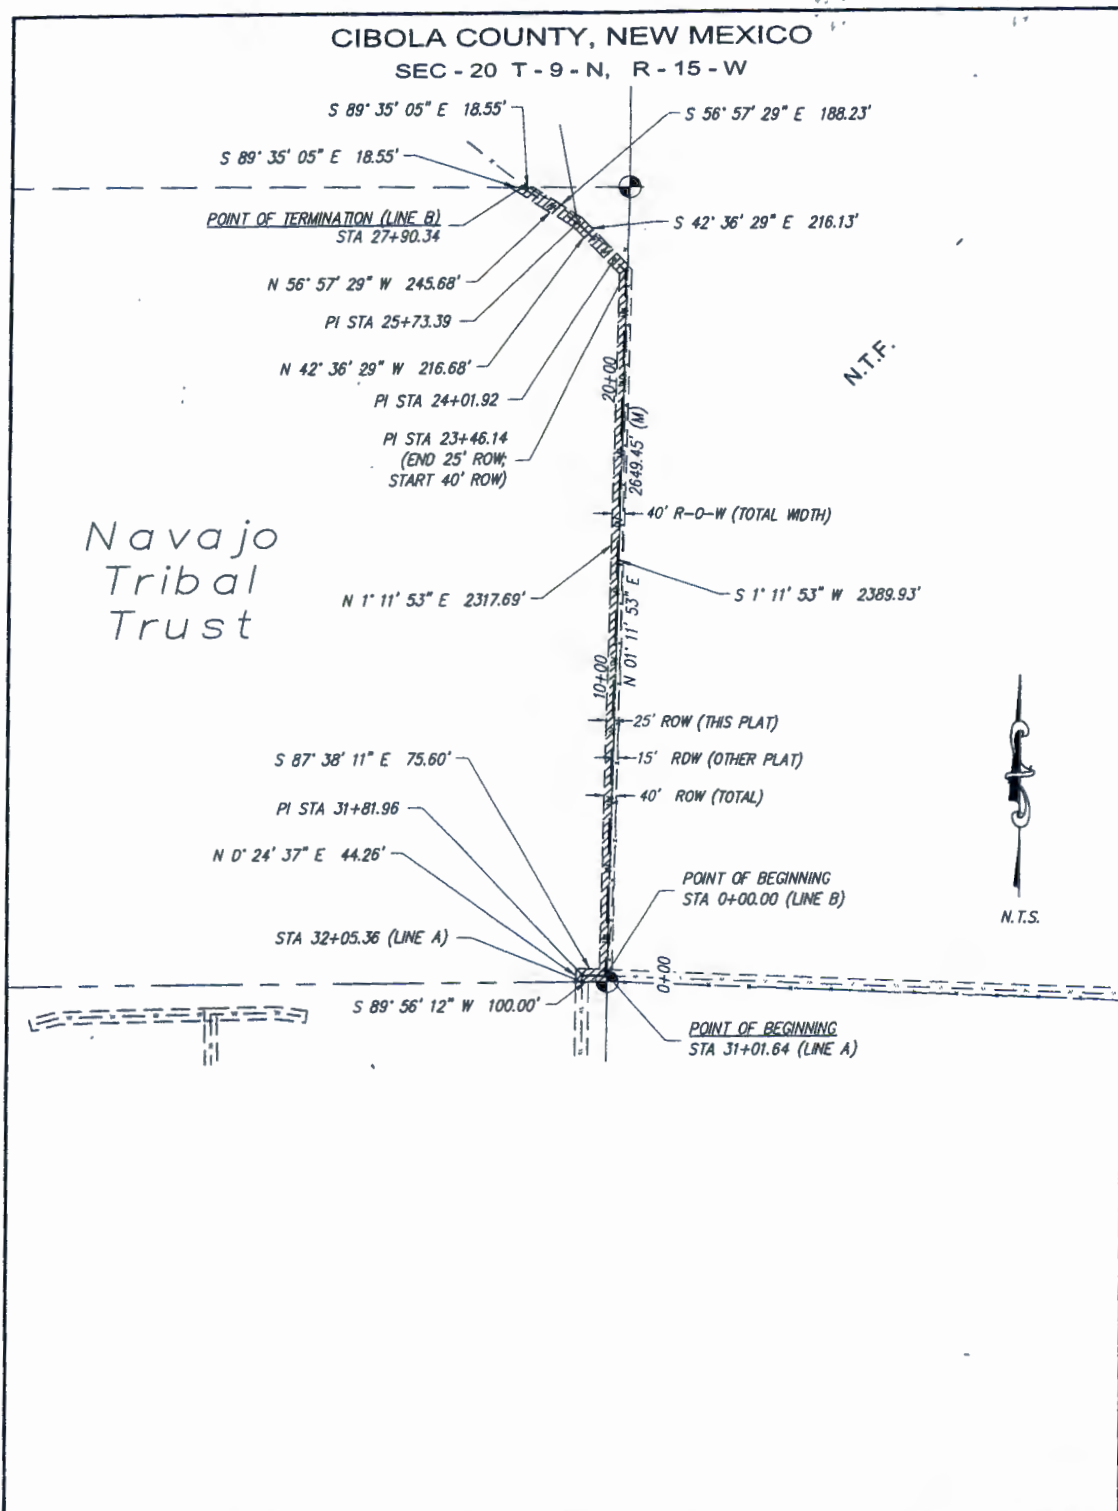 CIBOLA COUNTY, NEW MEXICO
SEC - 20 T - 9 - N, R - 15 - W
S 89° 35' 05" E 18.55'
S 56° 57' 29" E 188.23'
S 89° 35' 05" E 18.55'
POINT OF TERMINATION (LINE B)
STA 27+90.34
S 42° 36' 29" E 216.13'
N 56° 57' 29" W 245.68'
PI STA 25+73.39
N 42° 36' 29" W 216.68'
PI STA 24+01.92
PI STA 23+46.14
(END 25' ROW;
START 40' ROW)
20+00
2649.45' (M)
N.T.F.
40' R-O-W (TOTAL WIDTH)
Navajo
Tribal
Trust
N 1° 11' 53" E 2317.69'
S 1° 11' 53" W 2389.93'
N 01° 11' 53" E
10+00
25' ROW (THIS PLAT)
15' ROW (OTHER PLAT)
40' ROW (TOTAL)
S 87° 38' 11" E 75.60'
PI STA 31+81.96
N 0° 24' 37" E 44.26'
POINT OF BEGINNING
STA 0+00.00 (LINE B)
N.T.S.
STA 32+05.36 (LINE A)
0+00
S 89° 56' 12" W 100.00'
POINT OF BEGINNING
STA 31+01.64 (LINE A)